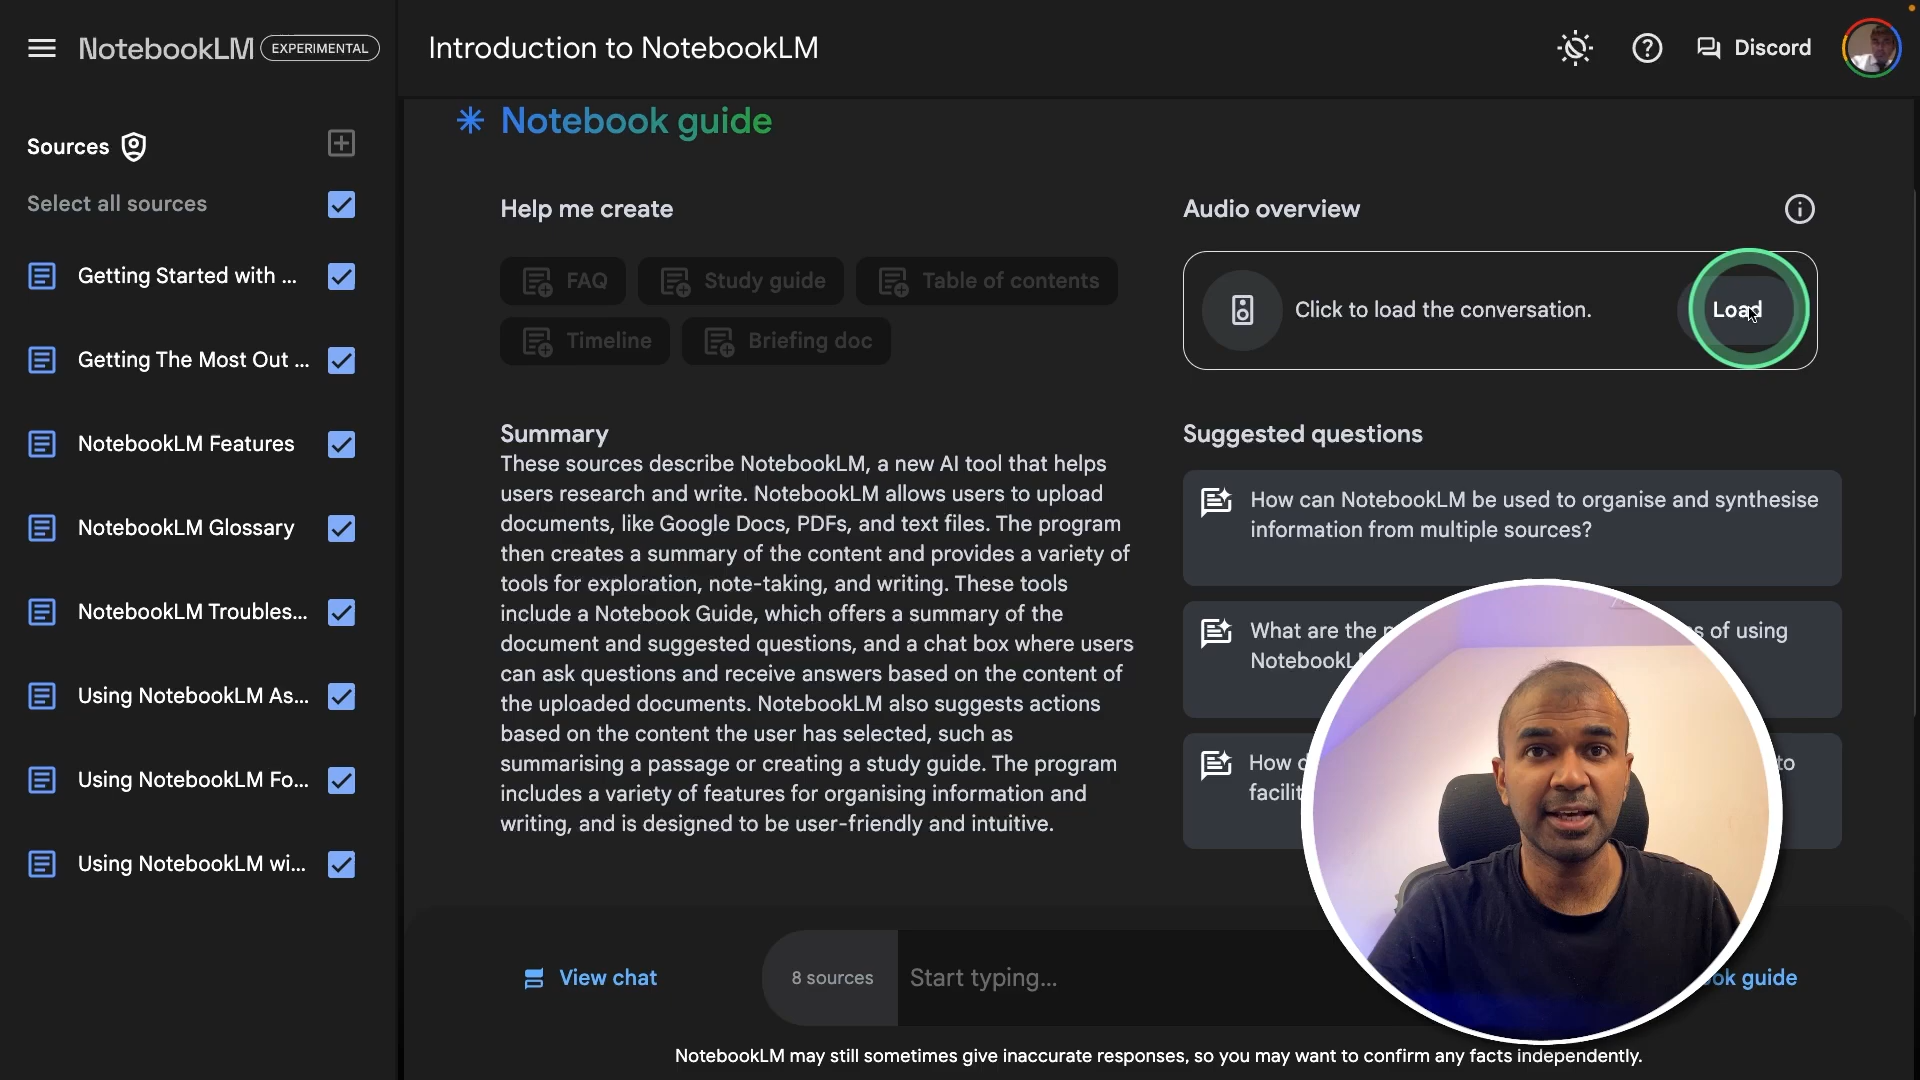 NotebookLM EXPERIMENTAL
Introduction to NotebookLM
Discord
Sources
Select all sources
Getting Started with ...
Getting The Most Out ...
NotebookLM Features
NotebookLM Glossary
NotebookLM Troubles...
Using NotebookLM As...
Using NotebookLM Fo...
Using NotebookLM wi...
Notebook guide
Help me create
FAQ
Study guide
Table of contents
Timeline
Briefing doc
Audio overview
Click to load the conversation.
Load
Summary
These sources describe NotebookLM, a new AI tool that helps
users research and write. NotebookLM allows users to upload
documents, like Google Docs, PDFs, and text files. The program
then creates a summary of the content and provides a variety of
tools for exploration, note-taking, and writing. These tools
include a Notebook Guide, which offers a summary of the
document and suggested questions, and a chat box where users
can ask questions and receive answers based on the content of
the uploaded documents. NotebookLM also suggests actions
based on the content the user has selected, such as
summarising a passage or creating a study guide. The program
includes a variety of features for organising information and
writing, and is designed to be user-friendly and intuitive.
Suggested questions
How can NotebookLM be used to organise and synthesise
information from multiple sources?
What are the of using
How to
View chat
8 sources
Start typing...
guide
NotebookLM may still sometimes give inaccurate responses, so you may want to confirm any facts independently.